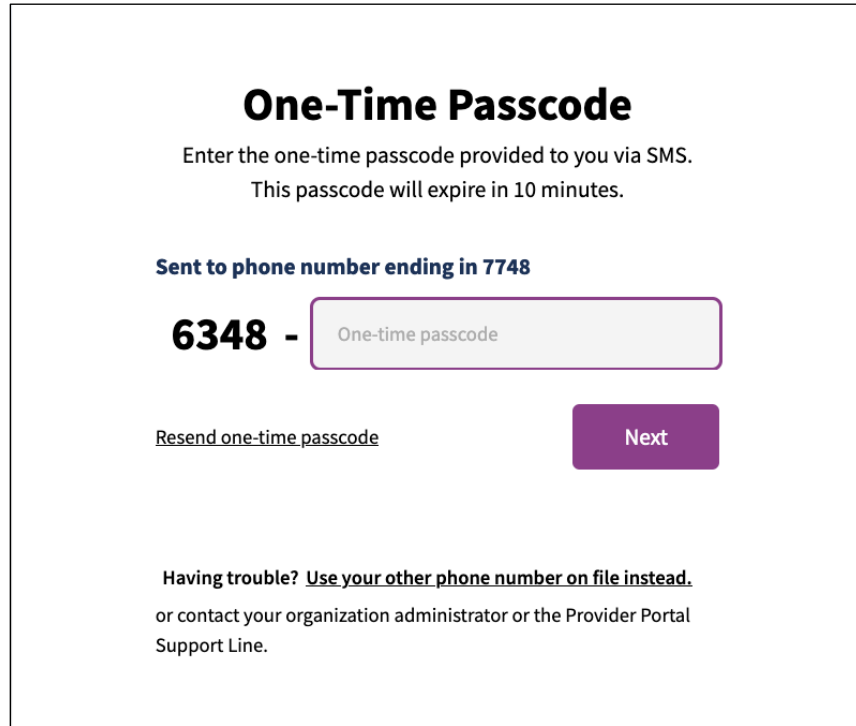 One-Time Passcode
Enter the one-time passcode provided to you via SMS.
This passcode will expire in 10 minutes.
Sent to phone number ending in 7748
6348 - One-time passcode
Resend one-time passcode
Next
Having trouble? Use your other phone number on file instead.
or contact your organization administrator or the Provider Portal
Support Line.